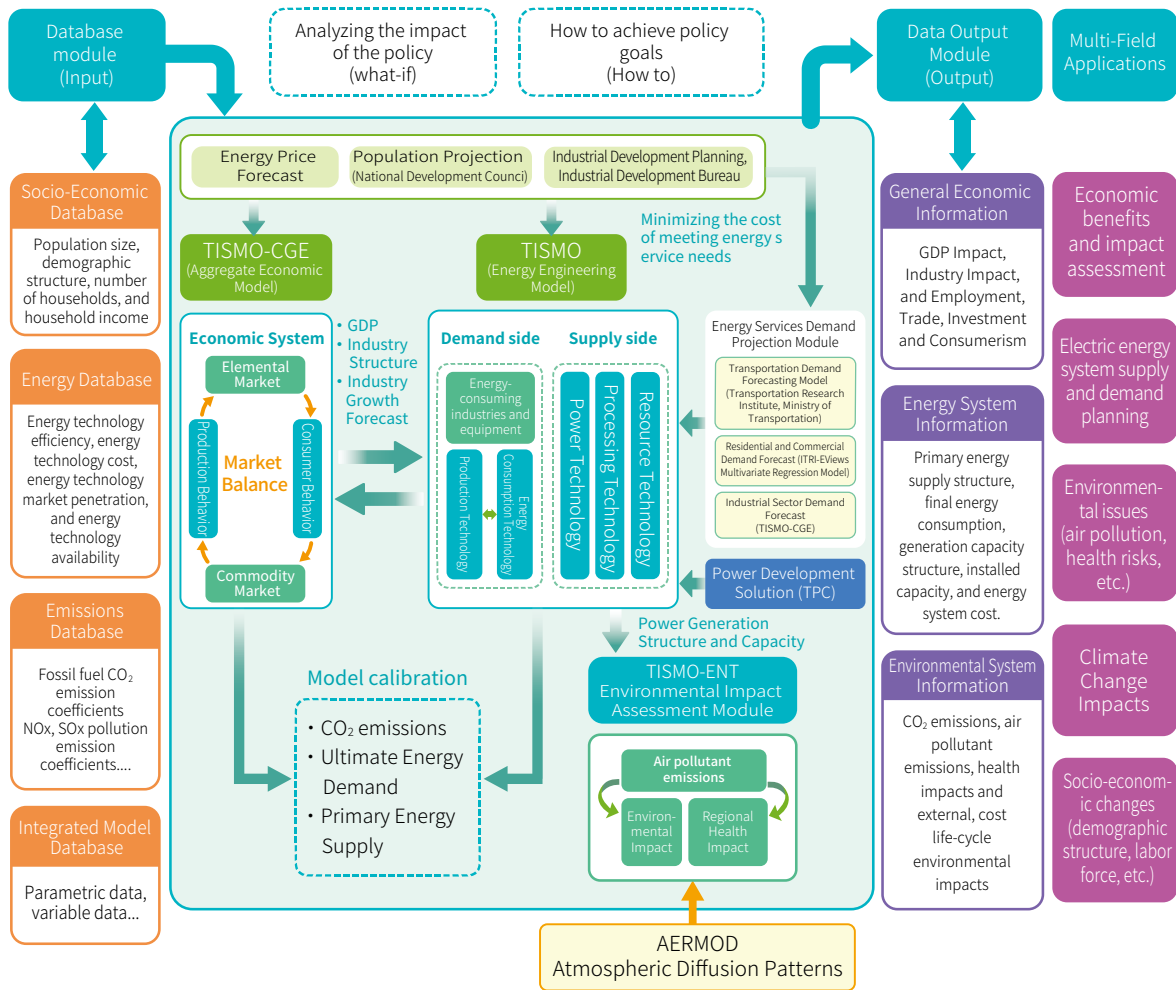 Database
module
(Input)
Analyzing the impact
of the policy
(what-if)
How to achieve policy
goals
(How to)
Data Output
Module
(Output)
Multi-Field
Applications
Socio-Economic
Database
Population size,
demographic
structure, number
of households, and
household income
Energy Database
Energy technology
efficiency, energy
technology cost,
energy technology
market penetration,
and energy
technology
availability
Emissions
Database
Fossil fuel CO₂
emission
coefficients
NOx, SOx pollution
emission
coefficients....
Integrated Model
Database
Parametric data,
variable data...
Energy Price
Forecast
Population Projection
(National Development Counci)
Industrial Development Planning,
Industrial Development Bureau
TISMO-CGE
(Aggregate Economic
Model)
TISMO
(Energy Engineering
Model)
Minimizing the cost
of meeting energy s
ervice needs
Economic System
Elemental
Market
Production Behavior
Market
Balance
Consumer Behavior
Commodity
Market
• GDP
• Industry
Structure
• Industry
Growth
Forecast
Demand side
Energy-
consuming
industries and
equipment
Production Technology
Energy
Consumption Technology
Supply side
Power Technology
Processing Technology
Resource Technology
Energy Services Demand
Projection Module
Transportation Demand
Forecasting Model
(Transportation Research
Institute, Ministry of
Transportation)
Residential and Commercial
Demand Forecast (ITRI-EViews
Multivariate Regression Model)
Industrial Sector Demand
Forecast
(TISMO-CGE)
Power Development
Solution (TPC)
Power Generation
Structure and Capacity
Model calibration
・CO₂ emissions
・Ultimate Energy
Demand
・Primary Energy
Supply
TISMO-ENT
Environmental Impact
Assessment Module
Air pollutant
emissions
Environ-
mental
Impact
Regional
Health
Impact
AERMOD
Atmospheric Diffusion Patterns
General Economic
Information
GDP Impact,
Industry Impact,
and Employment,
Trade, Investment
and Consumerism
Energy System
Information
Primary energy
supply structure,
final energy
consumption,
generation capacity
structure, installed
capacity, and energy
system cost.
Environmental System
Information
CO₂ emissions, air
pollutant
emissions, health
impacts and
external, cost
life-cycle
environmental
impacts
Economic
benefits
and impact
assessment
Electric energy
system supply
and demand
planning
Environmen-
tal issues
(air pollution,
health risks,
etc.)
Climate
Change
Impacts
Socio-econom-
ic changes
(demographic
structure, labor
force, etc.)